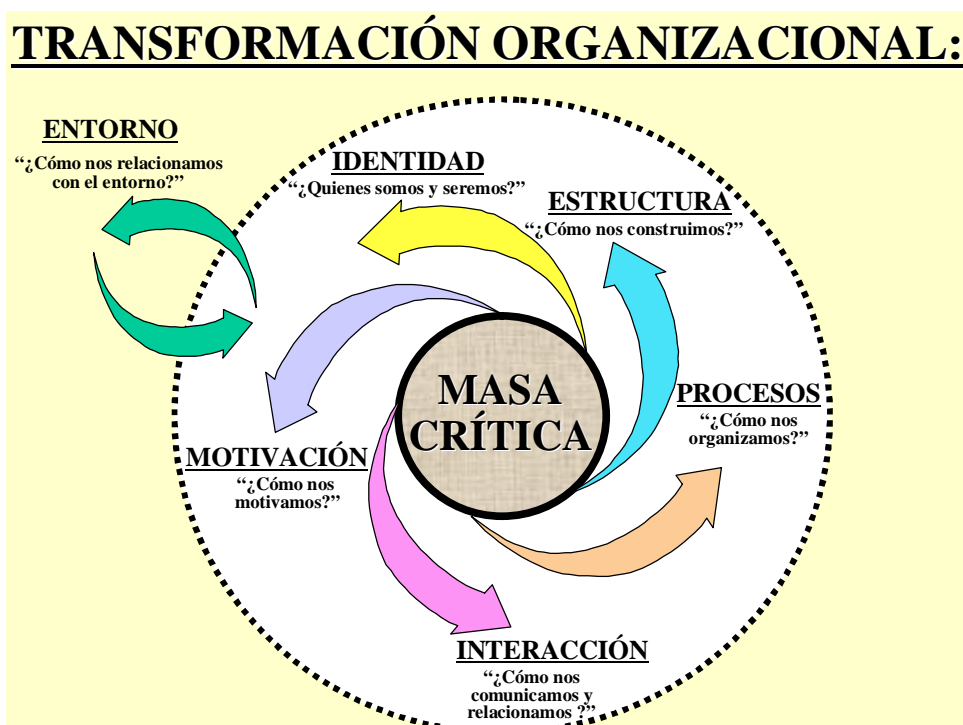 TRANSFORMACIÓN ORGANIZACIONAL:
ENTORNO
“¿Cómo nos relacionamos
con el entorno?”
IDENTIDAD
“¿Quienes somos y seremos?”
ESTRUCTURA
“¿Cómo nos construimos?”
MASA
CRÍTICA
PROCESOS
“¿Cómo nos
organizamos?”
MOTIVACIÓN
“¿Cómo nos
motivamos?”
INTERACCIÓN
“¿Cómo nos
comunicamos y
relacionamos ?”